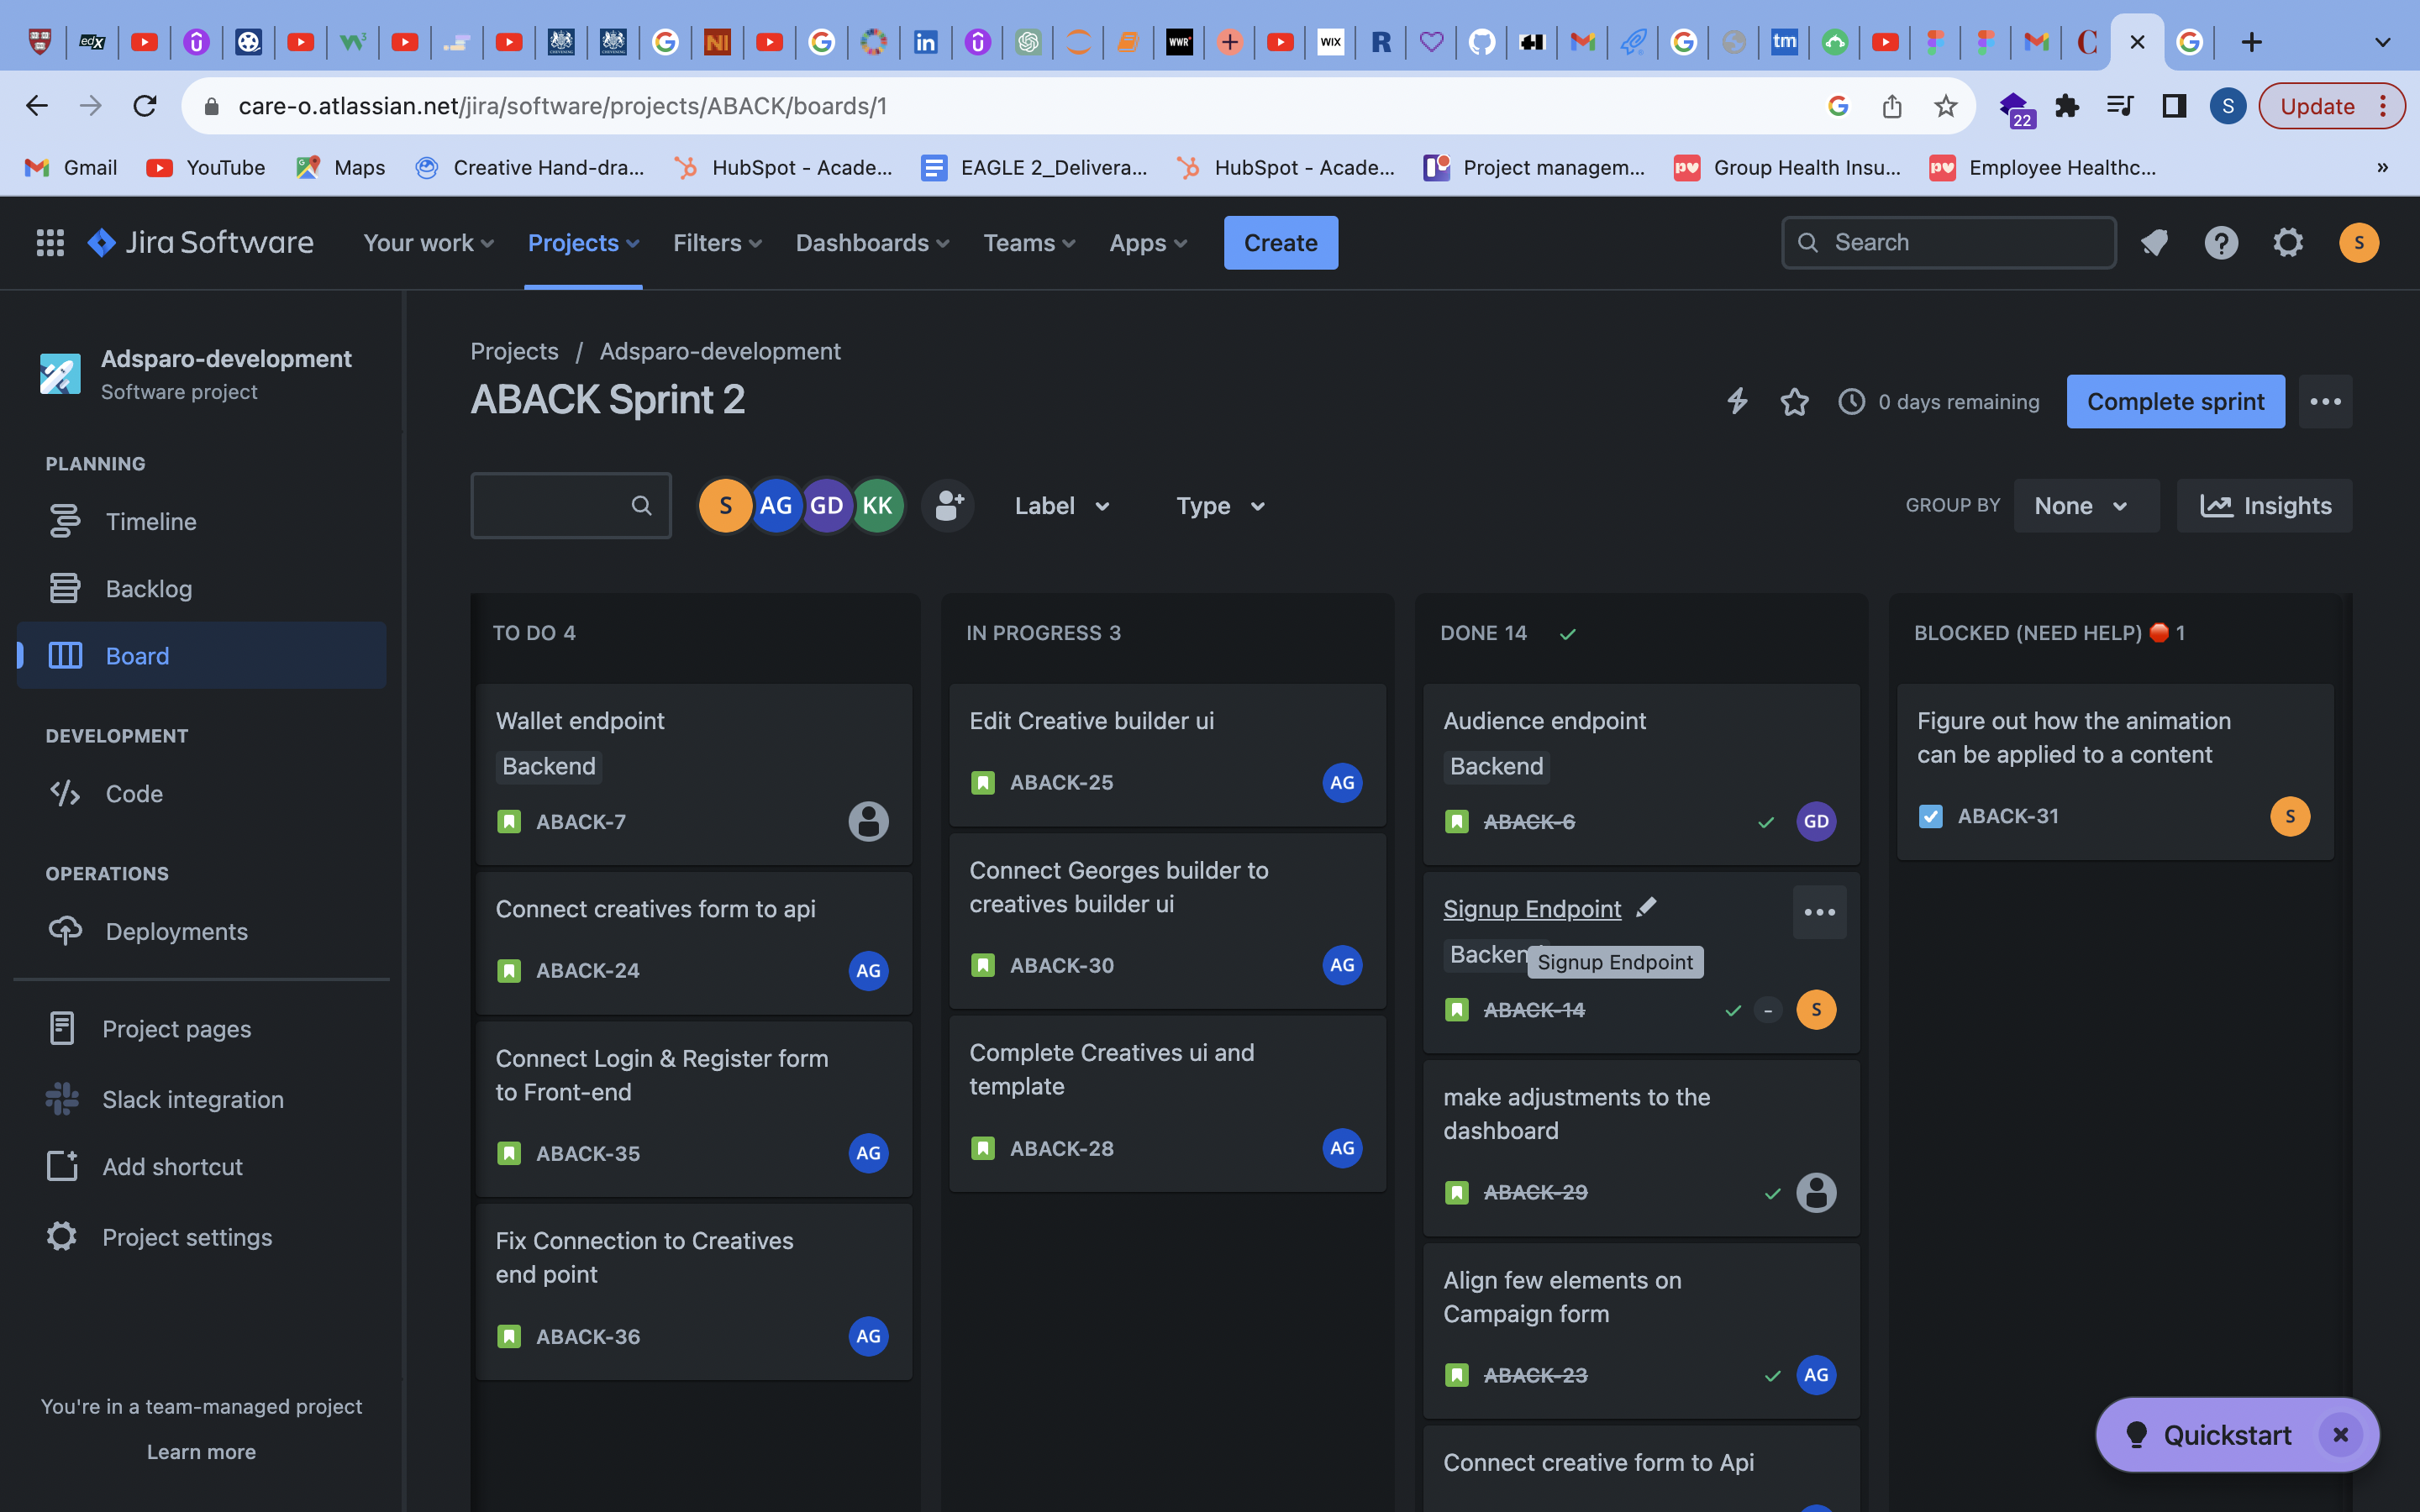 edX
NI
WWR
WIX
R
tm
C
care-o.atlassian.net/jira/software/projects/ABACK/boards/1
22
S
Update
Gmail
YouTube
Maps
Creative Hand-dra...
HubSpot - Acade...
EAGLE 2_Delivera...
HubSpot - Acade...
Project managem...
Group Health Insu...
Employee Healthc...
»
Jira Software
Your work
Projects
Filters
Dashboards
Teams
Apps
Create
Search
S
Adsparo-development
Software project
PLANNING
Timeline
Backlog
Board
DEVELOPMENT
Code
OPERATIONS
Deployments
Project pages
Slack integration
Add shortcut
Project settings
You're in a team-managed project
Learn more
Projects / Adsparo-development
ABACK Sprint 2
0 days remaining
Complete sprint
S
AG
GD
KK
Label
Type
GROUP BY
None
Insights
TO DO 4
Wallet endpoint
Backend
ABACK-7
Connect creatives form to api
ABACK-24
AG
Connect Login & Register form
to Front-end
ABACK-35
AG
Fix Connection to Creatives
end point
ABACK-36
AG
IN PROGRESS 3
Edit Creative builder ui
ABACK-25
AG
Connect Georges builder to
creatives builder ui
ABACK-30
AG
Complete Creatives ui and
template
ABACK-28
AG
DONE 14
Audience endpoint
Backend
ABACK-6
GD
Signup Endpoint
Backen
Signup Endpoint
ABACK-14
-
S
make adjustments to the
dashboard
ABACK-29
Align few elements on
Campaign form
ABACK-23
AG
Connect creative form to Api
BLOCKED (NEED HELP) 🛑 1
Figure out how the animation
can be applied to a content
ABACK-31
S
Quickstart